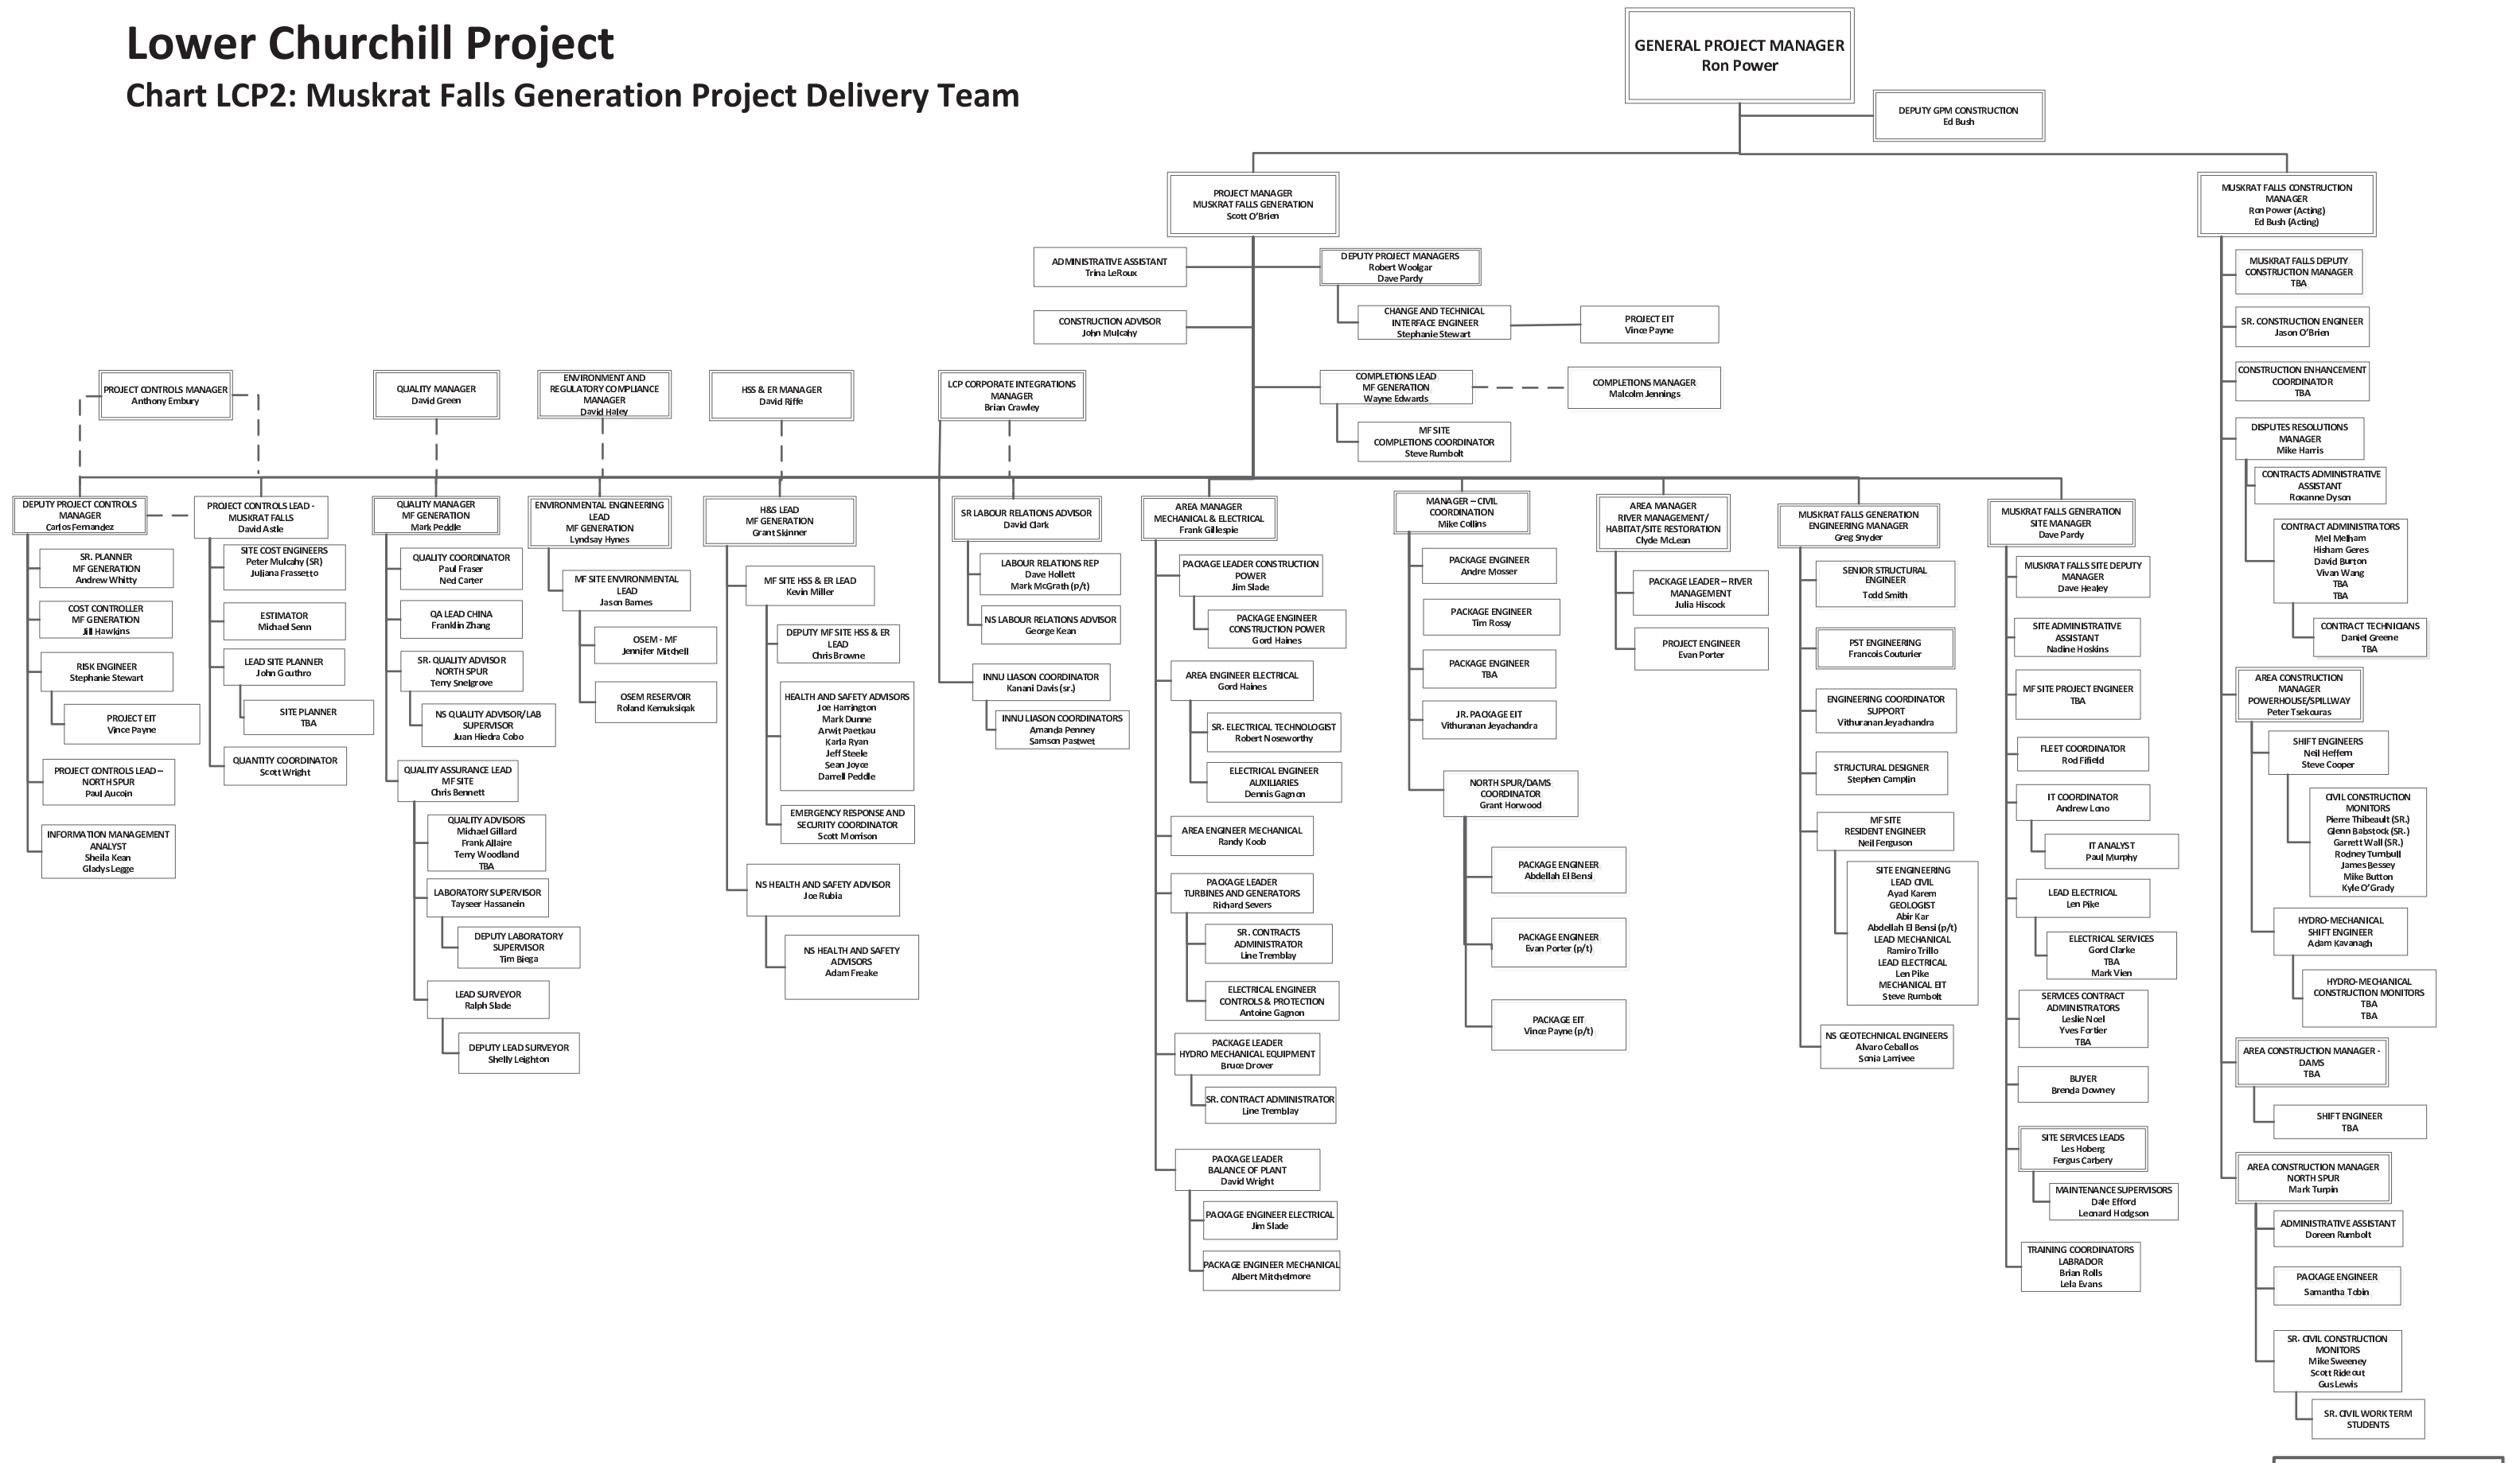 Lower Churchill Project
Chart LCP2: Muskrat Falls Generation Project Delivery Team
GENERAL PROJECT MANAGER
Ron Power
DEPUTY GPM CONSTRUCTION
Ed Bush
PROJECT MANAGER
MUSKRAT FALLS GENERATION
Scott O'Brien
ADMINISTRATIVE ASSISTANT
Trina LeRoux
DEPUTY PROJECT MANAGERS
Robert Woolgar
Dave Pardy
CONSTRUCTION ADVISOR
John Mulcahy
CHANGE AND TECHNICAL
INTERFACE ENGINEER
Stephanie Stewart
PROJECT EIT
Vince Payne
COMPLETIONS LEAD
MF GENERATION
Wayne Edwards
COMPLETIONS MANAGER
Malcolm Jennings
MF SITE
COMPLETIONS COORDINATOR
Steve Rumbolt
PROJECT CONTROLS MANAGER
Anthony Embury
QUALITY MANAGER
David Green
ENVIRONMENT AND
REGULATORY COMPLIANCE
MANAGER
David Haley
HSS & ER MANAGER
David Riffe
LCP CORPORATE INTEGRATIONS
MANAGER
Brian Crawley
DEPUTY PROJECT CONTROLS
MANAGER
Carlos Fernandez
SR. PLANNER
MF GENERATION
Andrew Whitty
COST CONTROLLER
MF GENERATION
Jill Hawkins
RISK ENGINEER
Stephanie Stewart
PROJECT EIT
Vince Payne
PROJECT CONTROLS LEAD –
NORTH SPUR
Paul Aucoin
INFORMATION MANAGEMENT
ANALYST
Sheila Kean
Gladys Legge
PROJECT CONTROLS LEAD -
MUSKRAT FALLS
David Astle
SITE COST ENGINEERS
Peter Mulcahy (SR)
Juliana Frassetto
ESTIMATOR
Michael Senn
LEAD SITE PLANNER
John Gouthro
SITE PLANNER
TBA
QUANTITY COORDINATOR
Scott Wright
QUALITY MANAGER
MF GENERATION
Mark Peddle
QUALITY COORDINATOR
Paul Fraser
Ned Carter
QA LEAD CHINA
Franklin Zhang
SR. QUALITY ADVISOR
NORTH SPUR
Terry Snelgrove
NS QUALITY ADVISOR/LAB
SUPERVISOR
Juan Hiedra Cobo
QUALITY ASSURANCE LEAD
MF SITE
Chris Bennett
QUALITY ADVISORS
Michael Gillard
Frank Allaire
Terry Woodland
TBA
LABORATORY SUPERVISOR
Tayseer Hassanein
DEPUTY LABORATORY
SUPERVISOR
Tim Biega
LEAD SURVEYOR
Ralph Slade
DEPUTY LEAD SURVEYOR
Shelly Leighton
ENVIRONMENTAL ENGINEERING
LEAD
MF GENERATION
Lyndsay Hynes
MF SITE ENVIRONMENTAL
LEAD
Jason Barnes
OSEM - MF
Jennifer Mitchell
OSEM RESERVOIR
Roland Kemuksiqak
H&S LEAD
MF GENERATION
Grant Skinner
MF SITE HSS & ER LEAD
Kevin Miller
DEPUTY MF SITE HSS & ER
LEAD
Chris Browne
HEALTH AND SAFETY ADVISORS
Joe Harrington
Mark Dunne
Arwit Paetkau
Karla Ryan
Jeff Steele
Sean Joyce
Darrell Peddle
EMERGENCY RESPONSE AND
SECURITY COORDINATOR
Scott Morrison
NS HEALTH AND SAFETY ADVISOR
Joe Rubia
NS HEALTH AND SAFETY
ADVISORS
Adam Freake
SR LABOUR RELATIONS ADVISOR
David Clark
LABOUR RELATIONS REP
Dave Hollett
Mark McGrath (p/t)
NS LABOUR RELATIONS ADVISOR
George Kean
INNU LIASON COORDINATOR
Kanani Davis (sr.)
INNU LIASON COORDINATORS
Amanda Penney
Samson Pastwet
AREA MANAGER
MECHANICAL & ELECTRICAL
Frank Gillespie
PACKAGE LEADER CONSTRUCTION
POWER
Jim Slade
PACKAGE ENGINEER
CONSTRUCTION POWER
Gord Haines
AREA ENGINEER ELECTRICAL
Gord Haines
SR. ELECTRICAL TECHNOLOGIST
Robert Noseworthy
ELECTRICAL ENGINEER
AUXILIARIES
Dennis Gagnon
AREA ENGINEER MECHANICAL
Randy Koob
PACKAGE LEADER
TURBINES AND GENERATORS
Richard Severs
SR. CONTRACTS
ADMINISTRATOR
Line Tremblay
ELECTRICAL ENGINEER
CONTROLS & PROTECTION
Antoine Gagnon
PACKAGE LEADER
HYDRO MECHANICAL EQUIPMENT
Bruce Drover
SR. CONTRACT ADMINISTRATOR
Line Tremblay
PACKAGE LEADER
BALANCE OF PLANT
David Wright
PACKAGE ENGINEER ELECTRICAL
Jim Slade
PACKAGE ENGINEER MECHANICAL
Albert Mitchelmore
MANAGER – CIVIL
COORDINATION
Mike Collins
PACKAGE ENGINEER
Andre Mosser
PACKAGE ENGINEER
Tim Rossy
PACKAGE ENGINEER
TBA
JR. PACKAGE EIT
Vithuranan Jeyachandra
NORTH SPUR/DAMS
COORDINATOR
Grant Horwood
PACKAGE ENGINEER
Abdellah El Bensi
PACKAGE ENGINEER
Evan Porter (p/t)
PACKAGE EIT
Vince Payne (p/t)
AREA MANAGER
RIVER MANAGEMENT/
HABITAT/SITE RESTORATION
Clyde McLean
PACKAGE LEADER – RIVER
MANAGEMENT
Julia Hiscock
PROJECT ENGINEER
Evan Porter
MUSKRAT FALLS GENERATION
ENGINEERING MANAGER
Greg Snyder
SENIOR STRUCTURAL
ENGINEER
Todd Smith
PST ENGINEERING
Francois Couturier
ENGINEERING COORDINATOR
SUPPORT
Vithuranan Jeyachandra
STRUCTURAL DESIGNER
Stephen Camplin
MF SITE
RESIDENT ENGINEER
Neil Ferguson
SITE ENGINEERING
LEAD CIVIL
Ayad Karem
GEOLOGIST
Abir Kar
Abdellah El Bensi (p/t)
LEAD MECHANICAL
Ramiro Trillo
LEAD ELECTRICAL
Len Pike
MECHANICAL EIT
Steve Rumbolt
NS GEOTECHNICAL ENGINEERS
Alvaro Ceballos
Sonia Larrivee
MUSKRAT FALLS GENERATION
SITE MANAGER
Dave Pardy
MUSKRAT FALLS SITE DEPUTY
MANAGER
Dave Healey
SITE ADMINISTRATIVE
ASSISTANT
Nadine Hoskins
MF SITE PROJECT ENGINEER
TBA
FLEET COORDINATOR
Rod Fifield
IT COORDINATOR
Andrew Lono
IT ANALYST
Paul Murphy
LEAD ELECTRICAL
Len Pike
ELECTRICAL SERVICES
Gord Clarke
TBA
Mark Vien
SERVICES CONTRACT
ADMINISTRATORS
Leslie Noel
Yves Fortier
TBA
BUYER
Brenda Downey
SITE SERVICES LEADS
Les Hoberg
Fergus Carbery
MAINTENANCE SUPERVISORS
Dale Efford
Leonard Hodgson
TRAINING COORDINATORS
LABRADOR
Brian Rolls
Lela Evans
MUSKRAT FALLS CONSTRUCTION
MANAGER
Ron Power (Acting)
Ed Bush (Acting)
MUSKRAT FALLS DEPUTY
CONSTRUCTION MANAGER
TBA
SR. CONSTRUCTION ENGINEER
Jason O'Brien
CONSTRUCTION ENHANCEMENT
COORDINATOR
TBA
DISPUTES RESOLUTIONS
MANAGER
Mike Harris
CONTRACTS ADMINISTRATIVE
ASSISTANT
Roxanne Dyson
CONTRACT ADMINISTRATORS
Mel Melham
Hisham Geres
David Burton
Vivan Wang
TBA
TBA
CONTRACT TECHNICIANS
Daniel Greene
TBA
AREA CONSTRUCTION
MANAGER
POWERHOUSE/SPILLWAY
Peter Tsekouras
SHIFT ENGINEERS
Neil Heffern
Steve Cooper
CIVIL CONSTRUCTION
MONITORS
Pierre Thibeault (SR.)
Glenn Babstock (SR.)
Garrett Wall (SR.)
Rodney Turnbull
James Bessey
Mike Button
Kyle O'Grady
HYDRO-MECHANICAL
SHIFT ENGINEER
Adam Kavanagh
HYDRO-MECHANICAL
CONSTRUCTION MONITORS
TBA
TBA
AREA CONSTRUCTION MANAGER -
DAMS
TBA
SHIFT ENGINEER
TBA
AREA CONSTRUCTION MANAGER
NORTH SPUR
Mark Turpin
ADMINISTRATIVE ASSISTANT
Doreen Rumbolt
PACKAGE ENGINEER
Samantha Tobin
SR. CIVIL CONSTRUCTION
MONITORS
Mike Sweeney
Scott Rideout
Gus Lewis
SR. CIVIL WORK TERM
STUDENTS